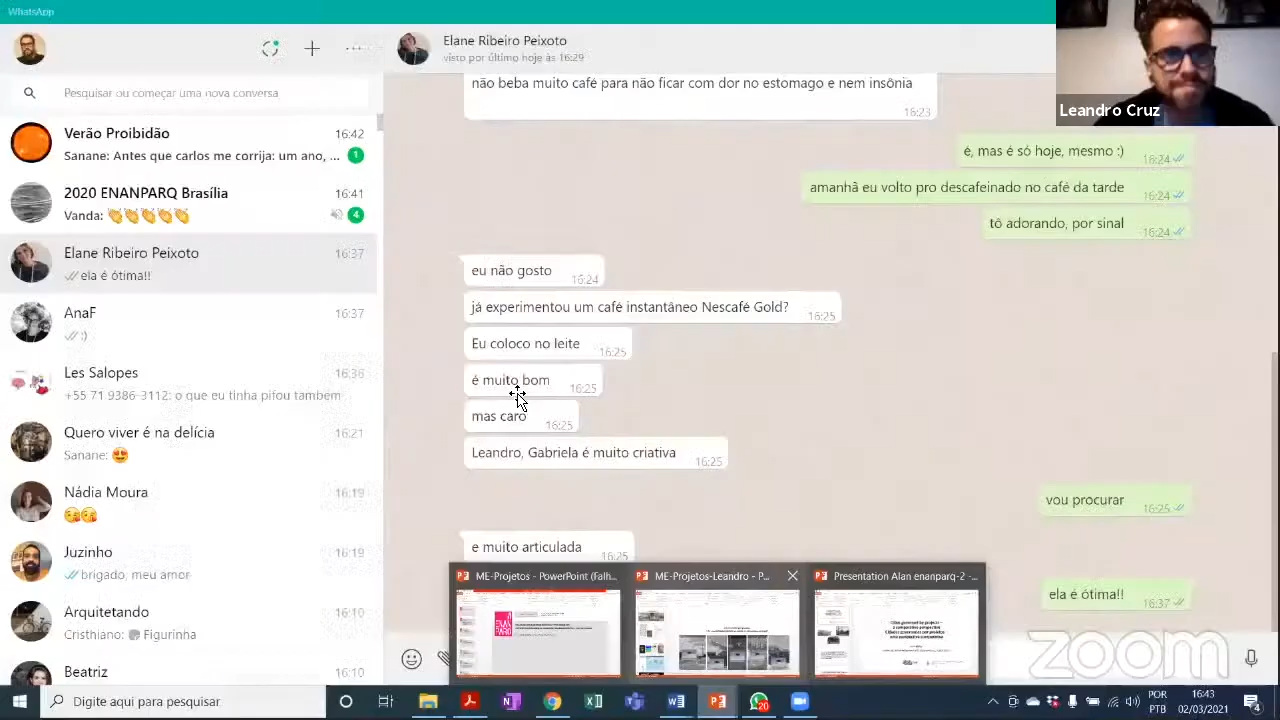 WhatsApp
Elane Ribeiro Peixoto
visto por último hoje às 16:29
Pesquisar ou começar uma nova conversa
Verão Proibidão 16:42
Sanane: Antes que carlos me corrija: um ano, ... 1
2020 ENANPARQ Brasília 16:41
Vanda: 👏👏👏👏👏 4
Elane Ribeiro Peixoto 16:37
ela é ótima!!
AnaF 16:37
:)
Les Salopes 16:36
+55 71 9386-3112: o que eu tinha pifou também
Quero viver é na delícia 16:21
Sanane: 😍
Nádia Moura 16:19
😘😘
Juzinho 16:19
brigado, meu amor
Arquitetando 16:10
Cristhiano: Figurinha
Beatriz 16:10
não beba muito café para não ficar com dor no estomago e nem insônia
16:23
é, mas é só hoje, mesmo :) 16:24
amanhã eu volto pro descafeinado no café da tarde 16:24
tô adorando, por sinal 16:24
eu não gosto 16:24
já experimentou um café instantâneo Nescafé Gold? 16:25
Eu coloco no leite 16:25
é muito bom 16:25
mas caro 16:25
Leandro, Gabriela é muito criativa 16:25
vou procurar 16:25
e muito articulada 16:25
ela é ótima!! 16:37
Leandro Cruz
ME-Projetos - PowerPoint (Falh...
ME-Projetos-Leandro - P...
Presentation Alan enanparq-2 -...
zoom
Digite aqui para pesquisar
20
POR
PTB
16:43
02/03/2021
4